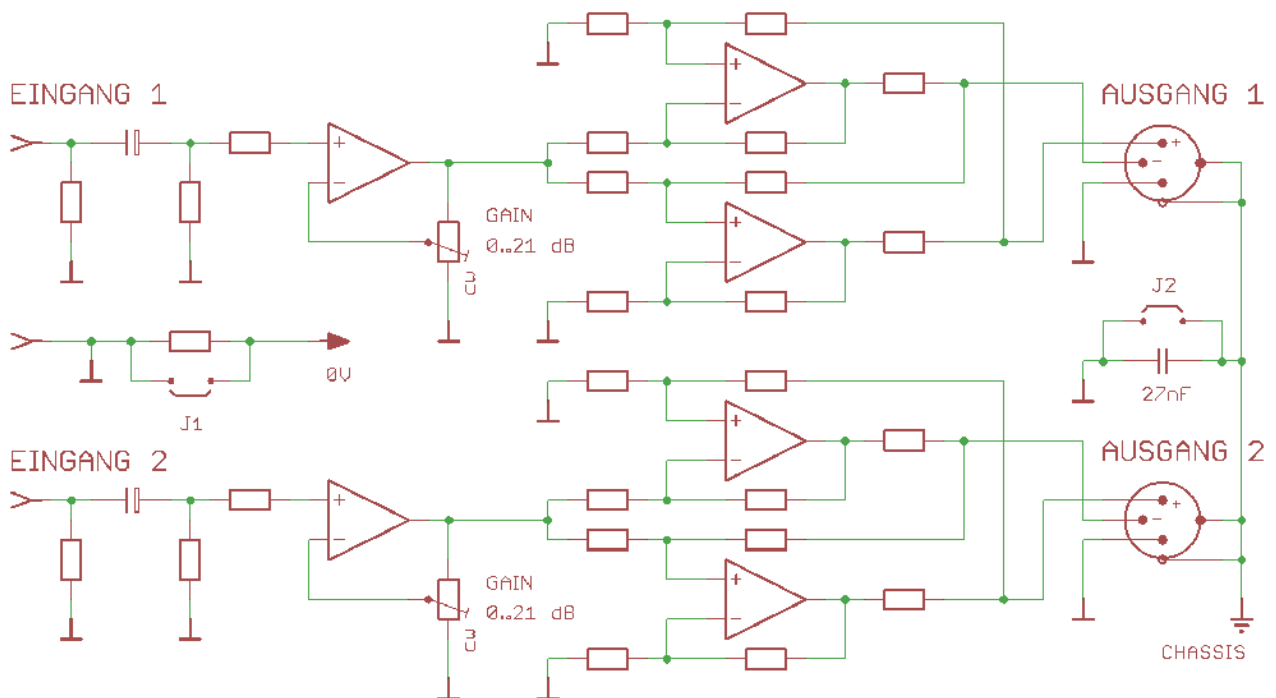 EINGANG 1
AUSGANG 1
GAIN
0..21 dB
J2
0V
27nF
J1
EINGANG 2
AUSGANG 2
GAIN
0..21 dB
CHASSIS